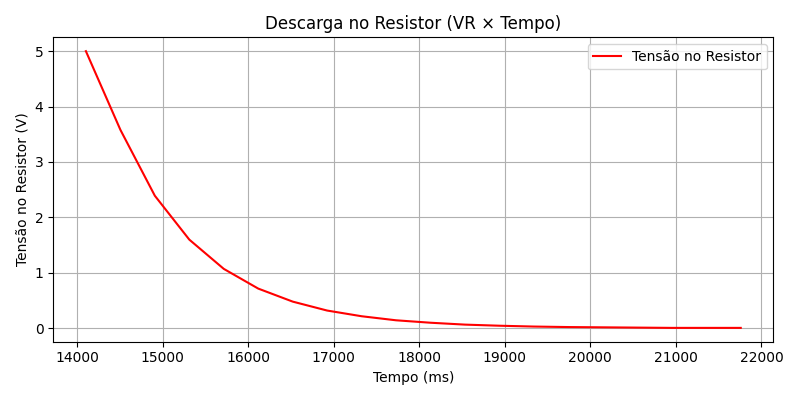 Descarga no Resistor (VR × Tempo)
Tensão no Resistor
Tensão no Resistor (V)
5
4
3
2
1
0
14000 15000 16000 17000 18000 19000 20000 21000 22000
Tempo (ms)